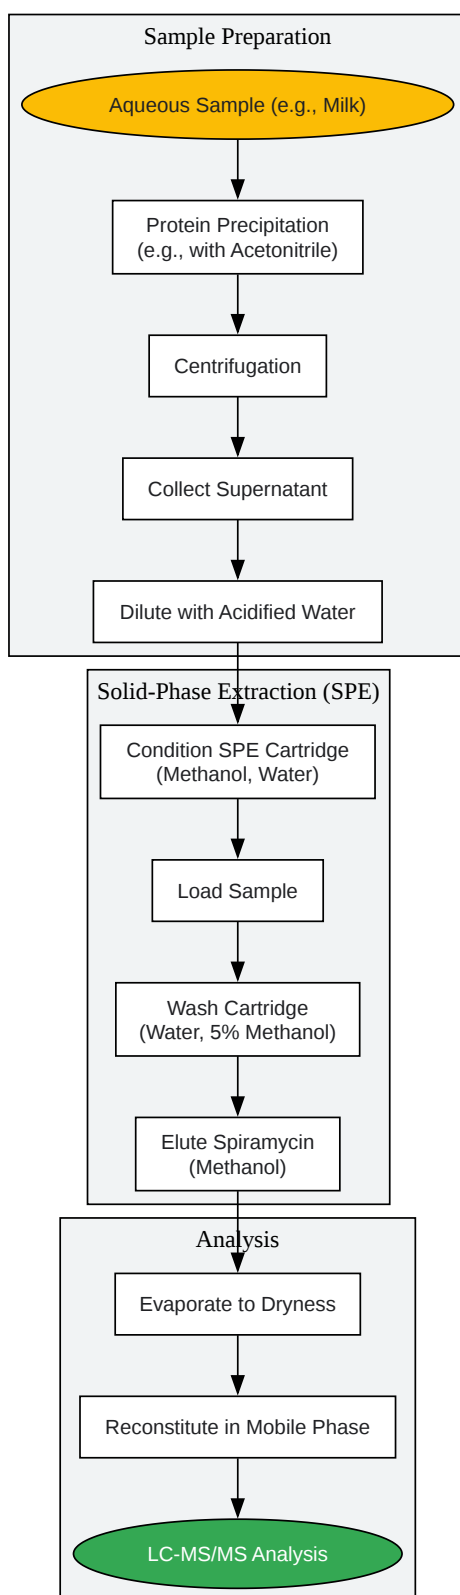 Sample Preparation
Aqueous Sample (e.g., Milk)
Protein Precipitation
(e.g., with Acetonitrile)
Centrifugation
Collect Supernatant
Dilute with Acidified Water
Solid-Phase Extraction (SPE)
Condition SPE Cartridge
(Methanol, Water)
Load Sample
Wash Cartridge
(Water, 5% Methanol)
Elute Spiramycin
(Methanol)
Analysis
Evaporate to Dryness
Reconstitute in Mobile Phase
LC-MS/MS Analysis